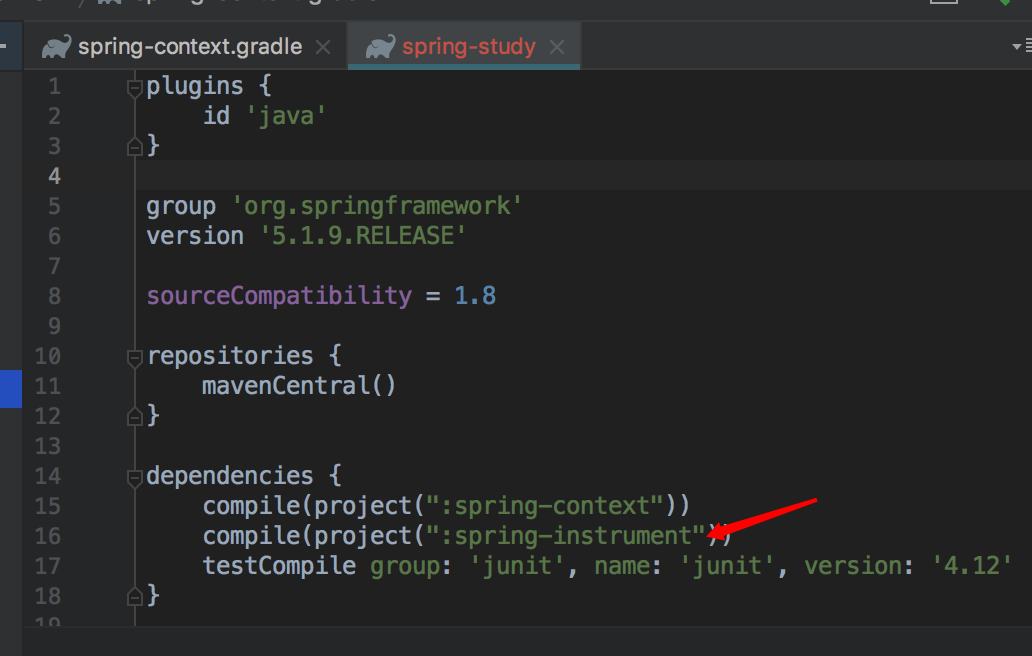 spring-context.gradle spring-study
1 plugins {
2 id 'java'
3 }
4
5 group 'org.springframework'
6 version '5.1.9.RELEASE'
7
8 sourceCompatibility = 1.8
9
10 repositories {
11 mavenCentral()
12 }
13
14 dependencies {
15 compile(project(":spring-context"))
16 compile(project(":spring-instrument"))
17 testCompile group: 'junit', name: 'junit', version: '4.12'
18 }
19